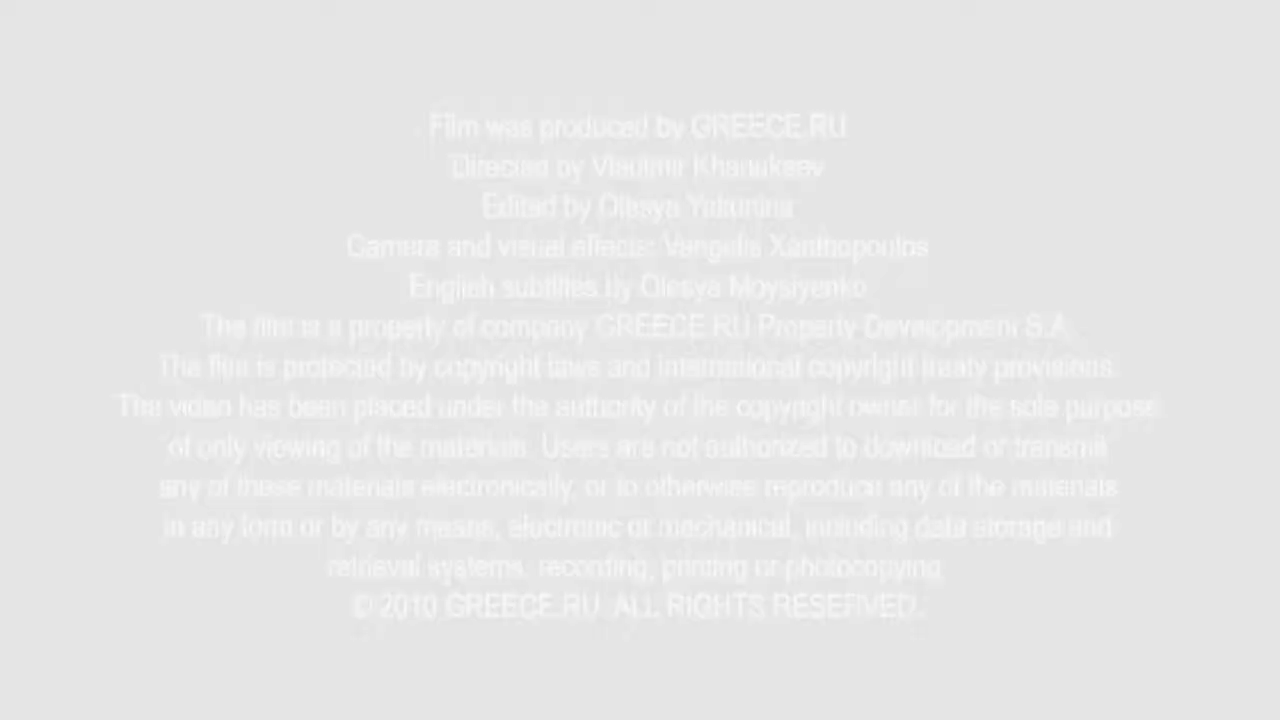 Film was produced by GREECE.RU
Directed by Vladimir Khanukaev
Edited by Olesya Yakunina
Camera and visual effects: Vangelis Xanthopoulos
English subtitles by Olesya Moysiyenko
The film is a property of company GREECE.RU Property Development S.A.
The film is protected by copyright laws and international copyright treaty provisions.
The video has been placed under the authority of the copyright owner for the sole purpose
of only viewing of the materials. Users are not authorized to download or transmit
any of these materials electronically, or to otherwise reproduce any of the materials
in any form or by any means, electronic or mechanical, including data storage and
retrieval systems, recording, printing or photocopying.
© 2010 GREECE.RU. ALL RIGHTS RESERVED.